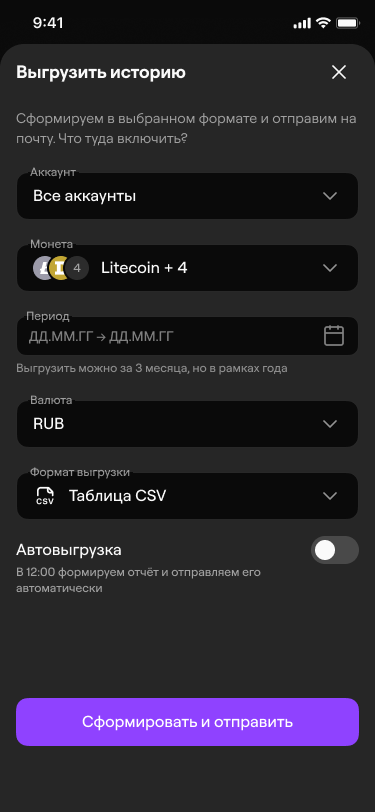 9:41
Выгрузить историю
Сформируем в выбранном формате и отправим на
почту. Что туда включить?
Аккаунт
Все аккаунты
Монета
4 Litecoin + 4
Период
ДД.ММ.ГГ → ДД.ММ.ГГ
Выгрузить можно за 3 месяца, но в рамках года
Валюта
RUB
Формат выгрузки
CSV Таблица CSV
Автовыгрузка
В 12:00 формируем отчёт и отправляем его
автоматически
Сформировать и отправить